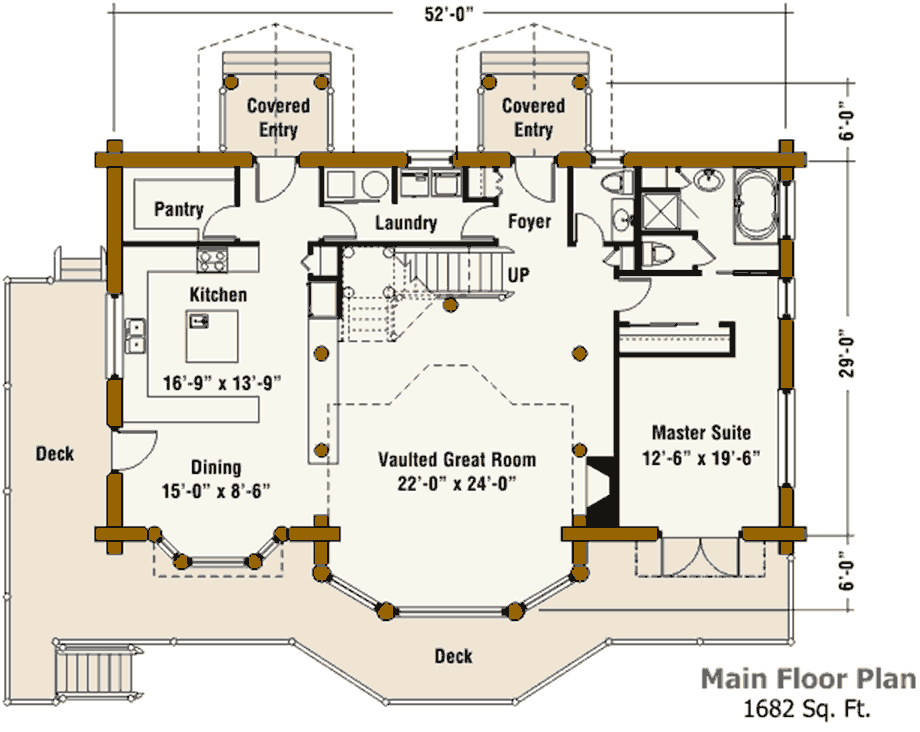 52'-0"
Covered
Entry
Covered
Entry
6'-0"
Pantry
Laundry
Foyer
UP
Kitchen
16'-9" x 13'-9"
29'-0"
Deck
Dining
15'-0" x 8'-6"
Vaulted Great Room
22'-0" x 24'-0"
Master Suite
12'-6" x 19'-6"
6'-0"
Deck
Main Floor Plan
1682 Sq. Ft.